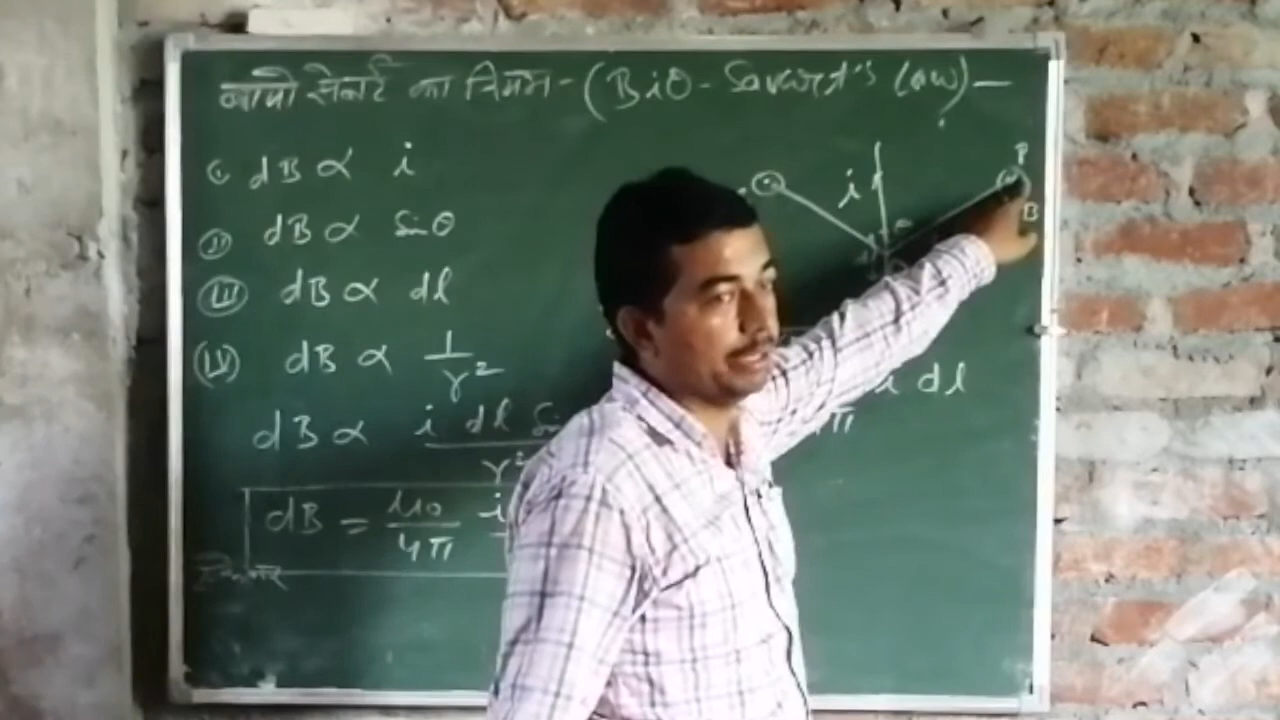 बायो सेवर्ट का नियम - (BiO - Savart's law) —
(i) dB ∝ i
(ii) dB ∝ Sinθ
(iii) dB ∝ dl
(iv) dB ∝ 1/r²
dB ∝ i dl Si / r²
dB = μ₀/4π i
i
θ
P
B
i dl
π